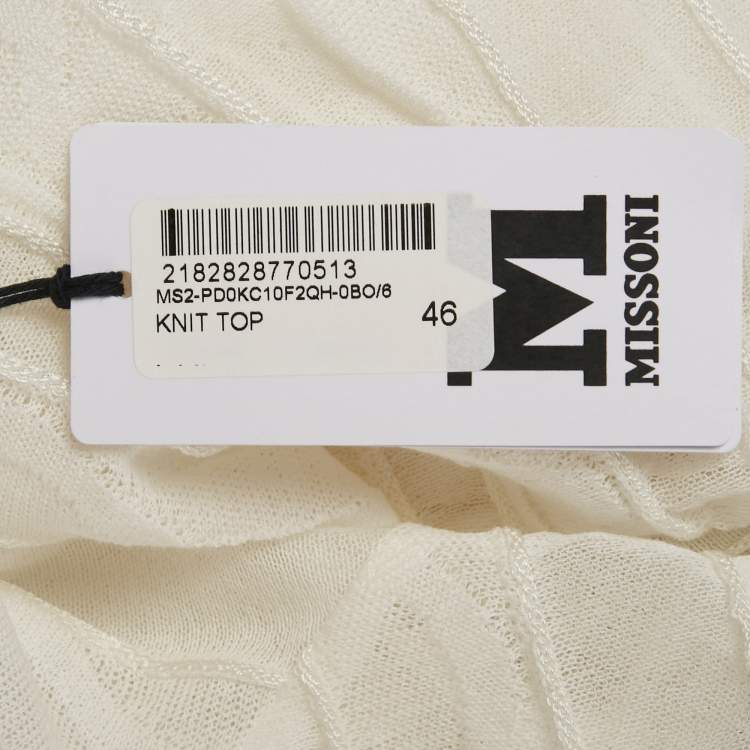 2182828770513
MS2-PD0KC10F2QH-0BO/6
KNIT TOP
46
M
MISSONI